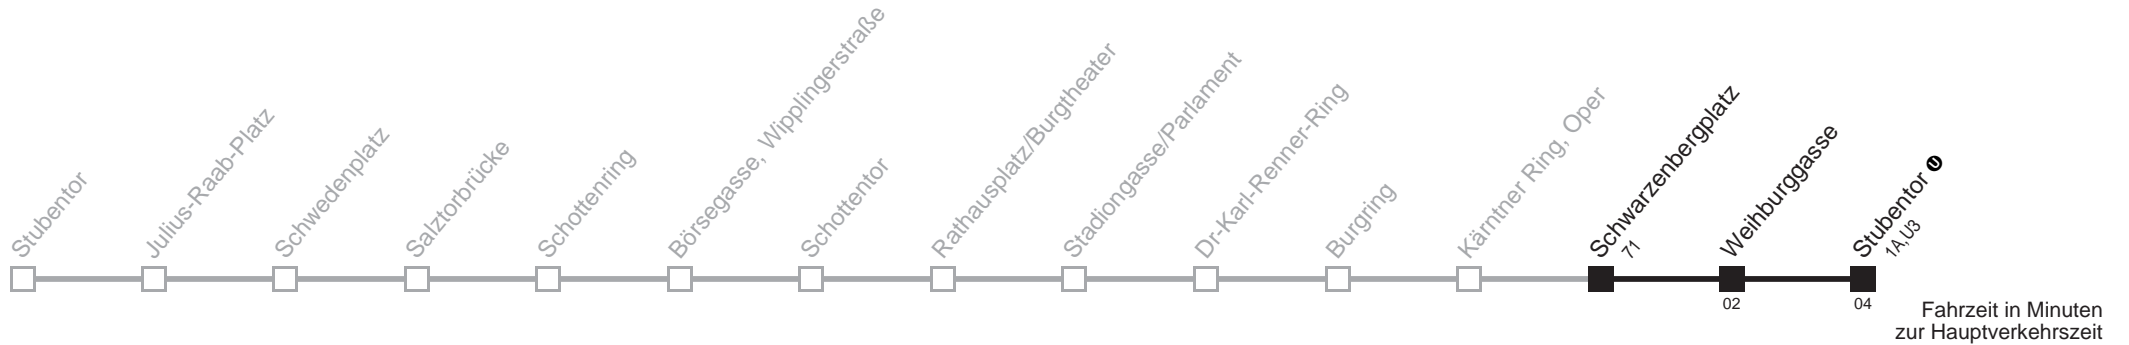 Stubentor
Julius-Raab-Platz
Schwedenplatz
Salztorbrücke
Schottenring
Börsegasse, Wipplingerstraße
Schottentor
Rathausplatz/Burgtheater
Stadiongasse/Parlament
Dr-Karl-Renner-Ring
Burgring
Kärntner Ring, Oper
Schwarzenbergplatz
71
Weihburggasse
Stubentor U
1A,U3
02
04
Fahrzeit in Minuten
zur Hauptverkehrszeit